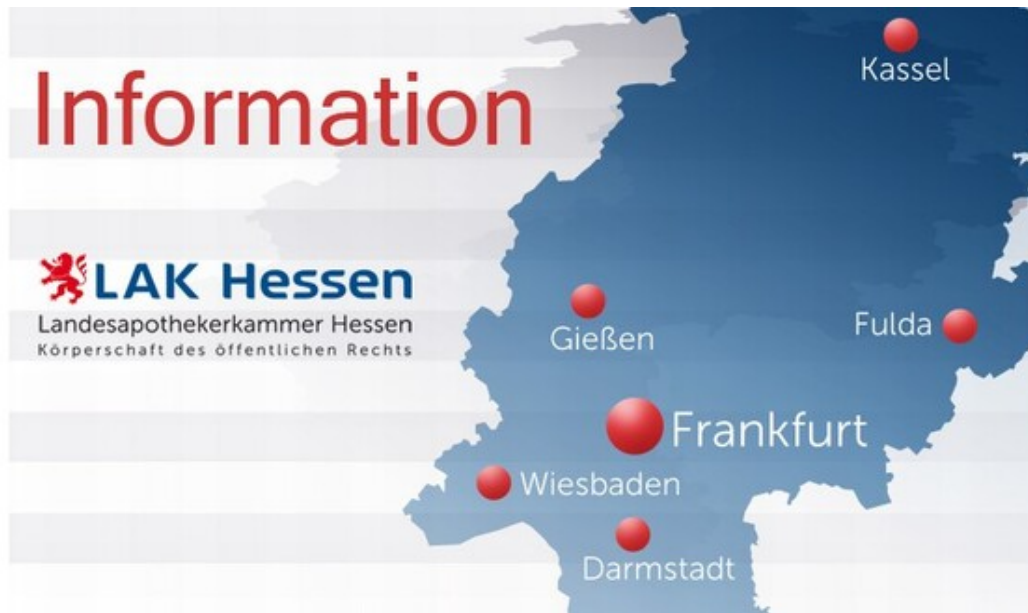 Information
LAK Hessen
Landesapothekerkammer Hessen
Körperschaft des öffentlichen Rechts
Kassel
Gießen
Fulda
Frankfurt
Wiesbaden
Darmstadt